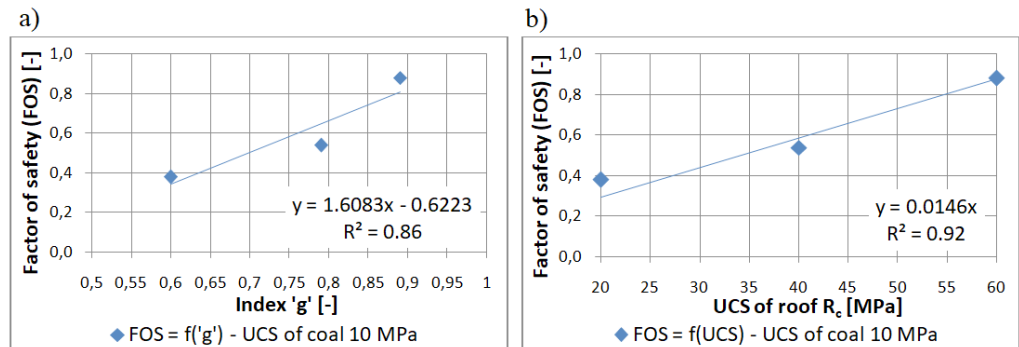 a)
Factor of safety (FOS) [-]
1,0
0,8
0,6
0,4
0,2
0,0
0,5 0,55 0,6 0,65 0,7 0,75 0,8 0,85 0,9 0,95 1
y = 1.6083x - 0.6223
R² = 0.86
Index 'g' [-]
FOS = f('g') - UCS of coal 10 MPa
b)
Factor of safety (FOS) [-]
1,0
0,8
0,6
0,4
0,2
0,0
20 25 30 35 40 45 50 55 60
y = 0.0146x
R² = 0.92
UCS of roof Rc [MPa]
FOS = f(UCS) - UCS of coal 10 MPa